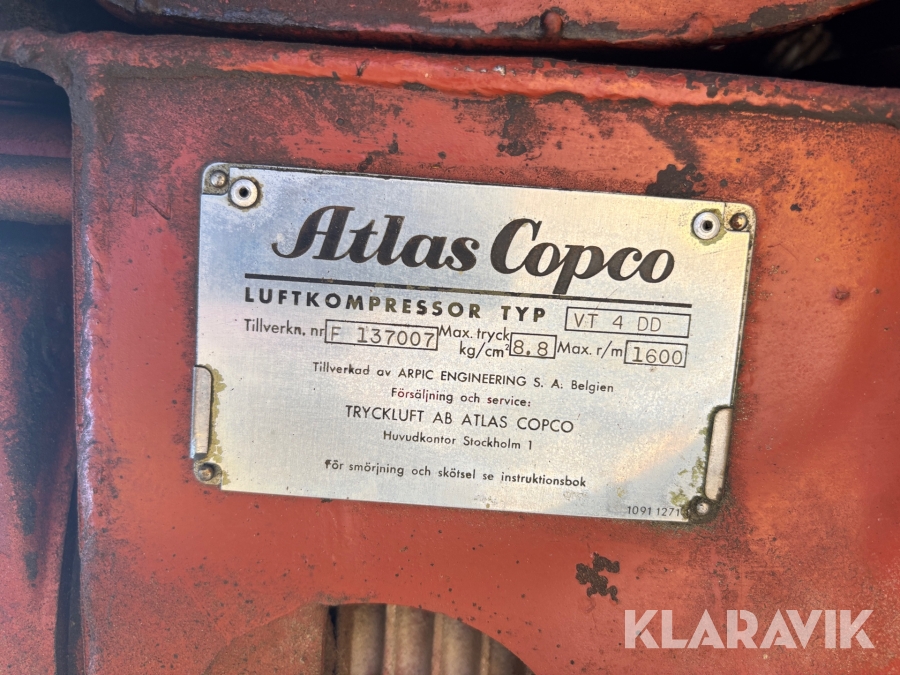 Atlas Copco
LUFTKOMPRESSOR TYP VT 4 DD
Tillverkn. nr F 137007 Max. tryck kg/cm² 8.8 Max. r/m 1600
Tillverkad av ARPIC ENGINEERING S. A. Belgien
Försäljning och service:
TRYCKLUFT AB ATLAS COPCO
Huvudkontor Stockholm 1
För smörjning och skötsel se instruktionsbok
1091 1271
KLARAVIK